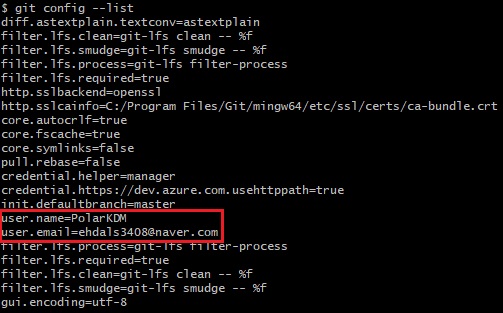 $ git config --list
diff.astextplain.textconv=astextplain
filter.lfs.clean=git-lfs clean -- %f
filter.lfs.smudge=git-lfs smudge -- %f
filter.lfs.process=git-lfs filter-process
filter.lfs.required=true
http.sslbackend=openssl
http.sslcainfo=C:/Program Files/Git/mingw64/etc/ssl/certs/ca-bundle.crt
core.autocrlf=true
core.fscache=true
core.symlinks=false
pull.rebase=false
credential.helper=manager
credential.https://dev.azure.com.usehttppath=true
init.defaultbranch=master
user.name=PolarKDM
user.email=ehdals3408@naver.com
filter.lfs.process=git-lfs filter-process
filter.lfs.required=true
filter.lfs.clean=git-lfs clean -- %f
filter.lfs.smudge=git-lfs smudge -- %f
gui.encoding=utf-8